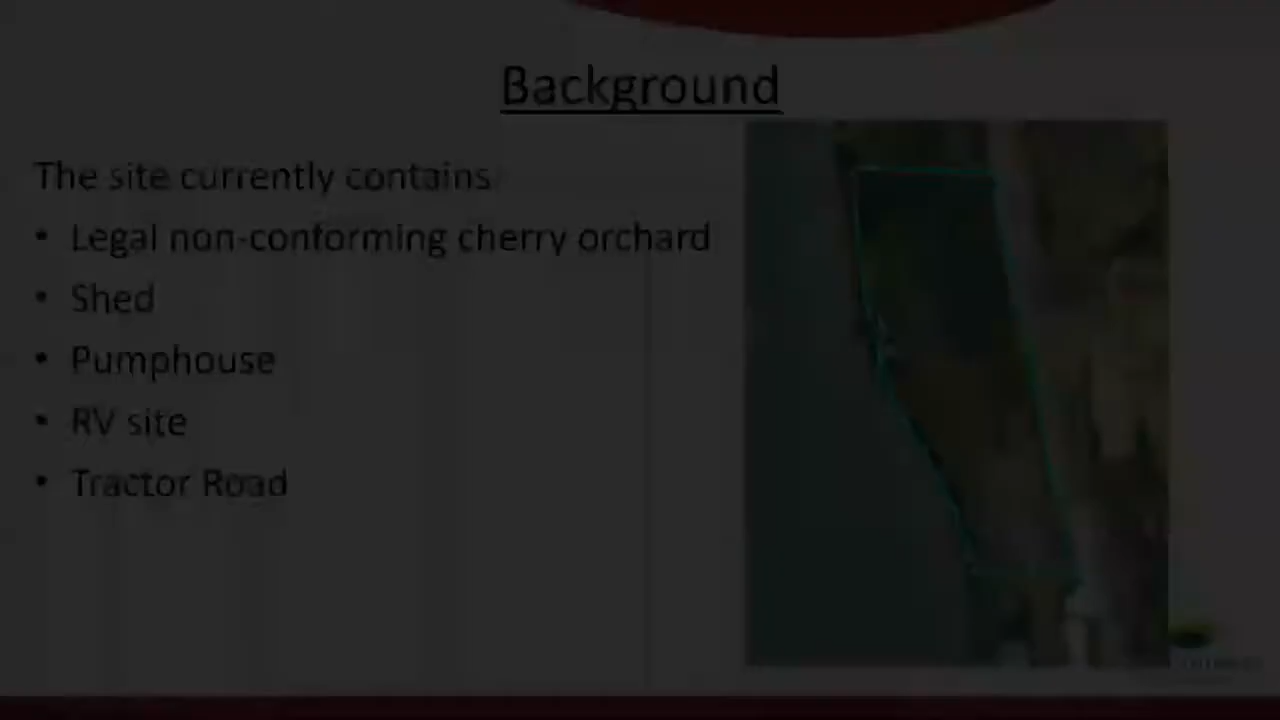 Background
The site currently contains:
• Legal non-conforming cherry orchard
• Shed
• Pumphouse
• RV site
• Tractor Road